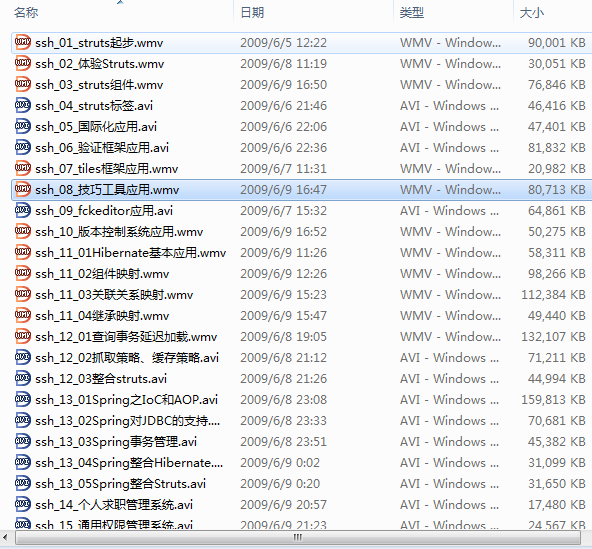 名称 日期 类型 大小
ssh_01_struts起步.wmv 2009/6/5 12:22 WMV - Window... 90,001 KB
ssh_02_体验Struts.wmv 2009/6/8 11:19 WMV - Window... 30,051 KB
ssh_03_struts组件.wmv 2009/6/9 16:50 WMV - Window... 76,846 KB
ssh_04_struts标签.avi 2009/6/6 21:46 AVI - Windows ... 46,416 KB
ssh_05_国际化应用.avi 2009/6/6 22:06 AVI - Windows ... 47,401 KB
ssh_06_验证框架应用.avi 2009/6/6 22:36 AVI - Windows ... 81,832 KB
ssh_07_tiles框架应用.wmv 2009/6/7 11:31 WMV - Window... 20,982 KB
ssh_08_技巧工具应用.wmv 2009/6/9 16:47 WMV - Window... 80,713 KB
ssh_09_fckeditor应用.avi 2009/6/7 15:32 AVI - Windows ... 64,861 KB
ssh_10_版本控制系统应用.wmv 2009/6/9 16:52 WMV - Window... 50,275 KB
ssh_11_01Hibernate基本应用.wmv 2009/6/9 11:26 WMV - Window... 58,311 KB
ssh_11_02组件映射.wmv 2009/6/9 12:26 WMV - Window... 98,266 KB
ssh_11_03关联关系映射.wmv 2009/6/9 15:23 WMV - Window... 112,384 KB
ssh_11_04继承映射.wmv 2009/6/9 15:47 WMV - Window... 49,440 KB
ssh_12_01查询事务延迟加载.wmv 2009/6/8 19:05 WMV - Window... 132,107 KB
ssh_12_02抓取策略、缓存策略.avi 2009/6/8 21:12 AVI - Windows ... 71,211 KB
ssh_12_03整合struts.avi 2009/6/8 21:26 AVI - Windows ... 44,994 KB
ssh_13_01Spring之IoC和AOP.avi 2009/6/8 23:08 AVI - Windows ... 159,813 KB
ssh_13_02Spring对JDBC的支持.... 2009/6/8 23:33 AVI - Windows ... 70,681 KB
ssh_13_03Spring事务管理.avi 2009/6/8 23:51 AVI - Windows ... 45,382 KB
ssh_13_04Spring整合Hibernate.... 2009/6/9 0:02 AVI - Windows ... 31,099 KB
ssh_13_05Spring整合Struts.avi 2009/6/9 0:20 AVI - Windows ... 31,650 KB
ssh_14_个人求职管理系统.avi 2009/6/9 20:57 AVI - Windows ... 17,480 KB
ssh_15_通用权限管理系统.avi 2009/6/9 21:23 AVI - Windows ... 24,567 KB